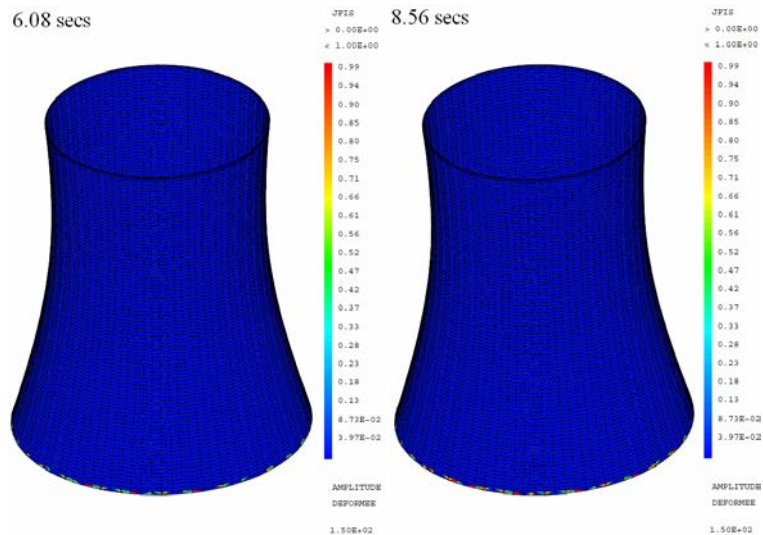 6.08 secs
JFIS
> 0.00E+00
< 1.00E+00
0.99
0.94
0.90
0.85
0.80
0.75
0.71
0.66
0.61
0.56
0.52
0.47
0.42
0.37
0.33
0.28
0.23
0.18
0.13
8.73E-02
3.97E-02
AMPLITUDE
DEFORMEE
1.50E+02
8.56 secs
JFIS
> 0.00E+00
≤ 1.00E+00
0.99
0.94
0.90
0.85
0.80
0.75
0.71
0.66
0.61
0.56
0.52
0.47
0.42
0.37
0.33
0.28
0.23
0.18
0.13
8.73E-02
3.97E-02
AMPLITUDE
DEFORMEE
1.50E+02